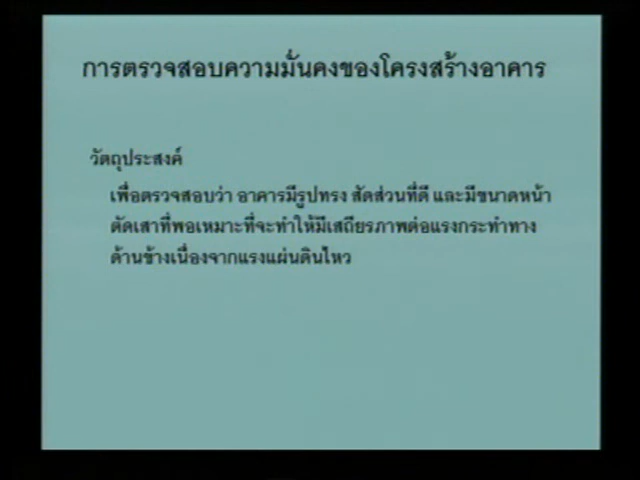 การตรวจสอบความมั่นคงของโครงสร้างอาคาร
วัตถุประสงค์
เพื่อตรวจสอบว่า อาคารมีรูปทรง สัดส่วนที่ดี และมีขนาดหน้า
ตัดเสาที่พอเหมาะที่จะทำให้มีเสถียรภาพต่อแรงกระทำทาง
ด้านข้างเนื่องจากแรงแผ่นดินไหว